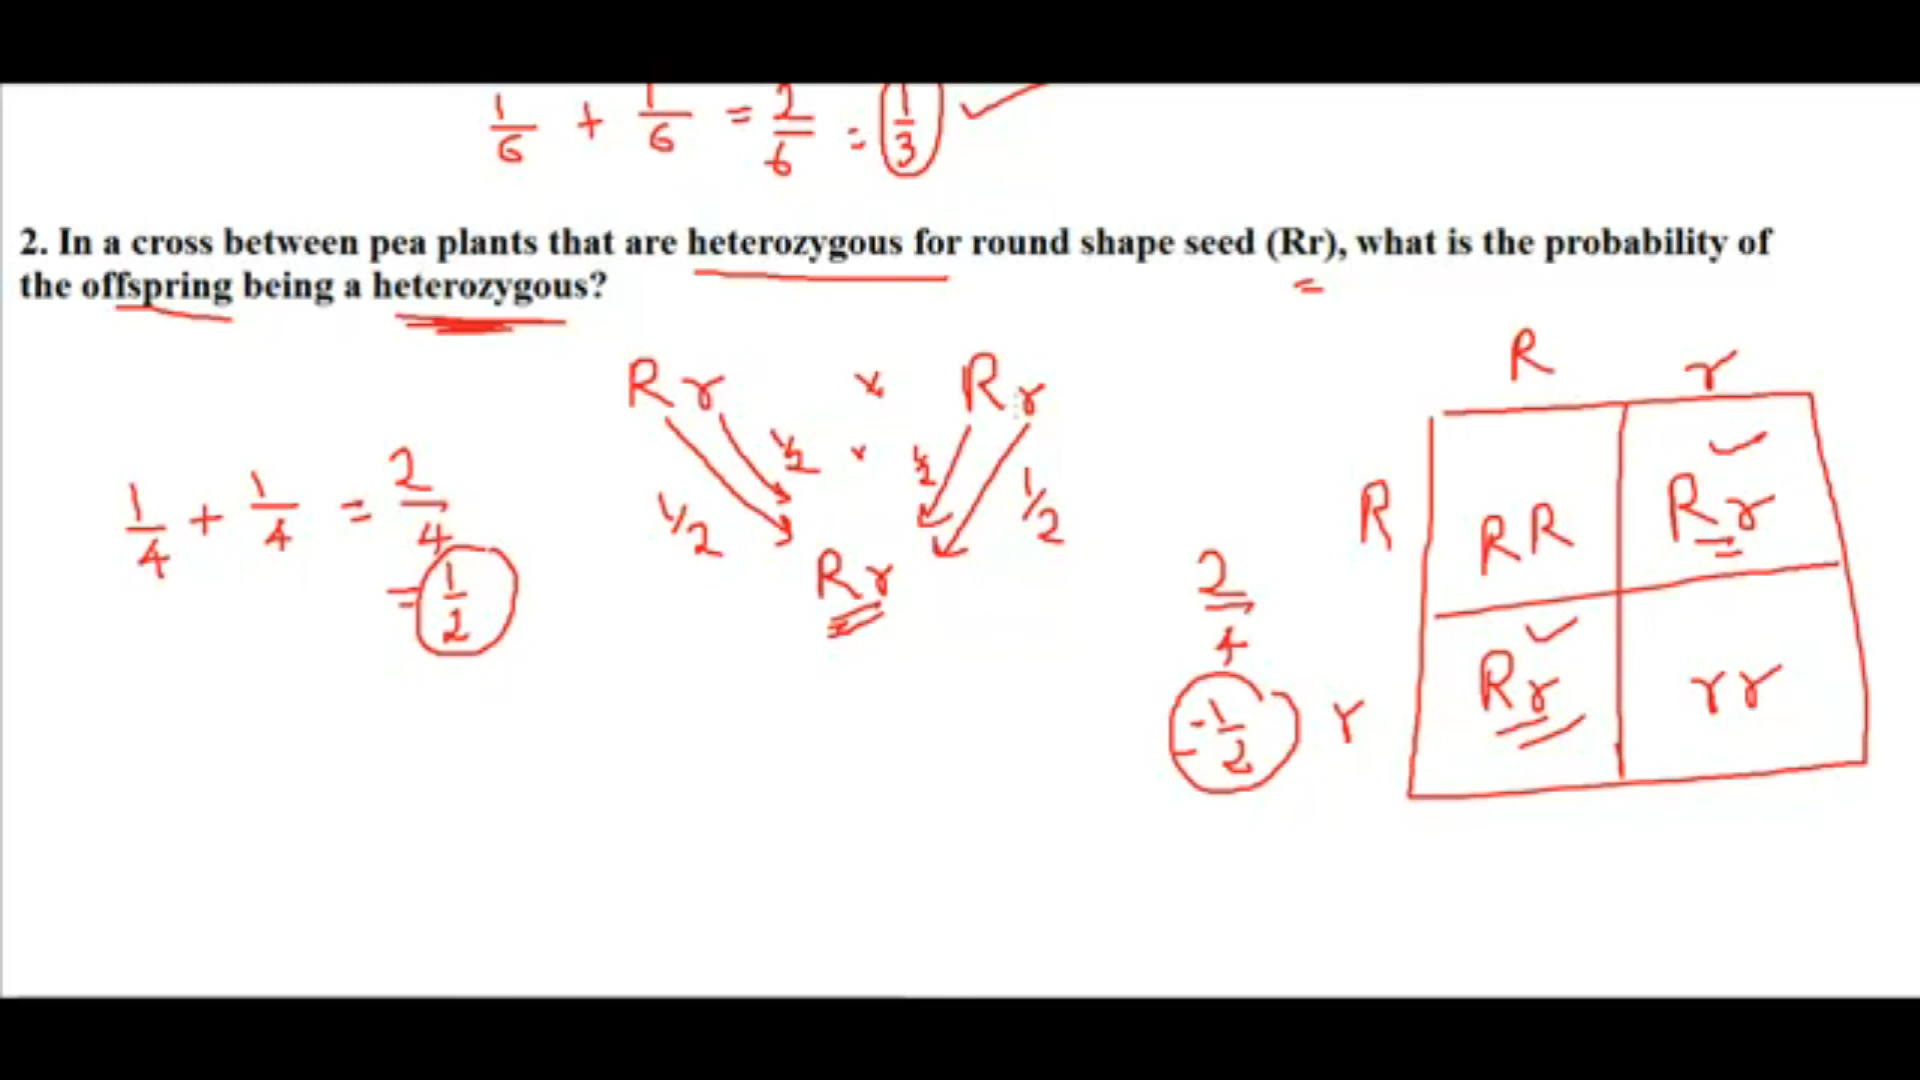 1/6 + 1/6 = 2/6 = 1/3 ✓
2. In a cross between pea plants that are heterozygous for round shape seed (Rr), what is the probability of
the offspring being a heterozygous?
Rr × Rr
1/2 × 1/2
1/2 1/2
Rr
1/4 + 1/4 = 2/4
= 1/2
2/4
= 1/2
R r
R RR Rr ✓
r Rr ✓ rr